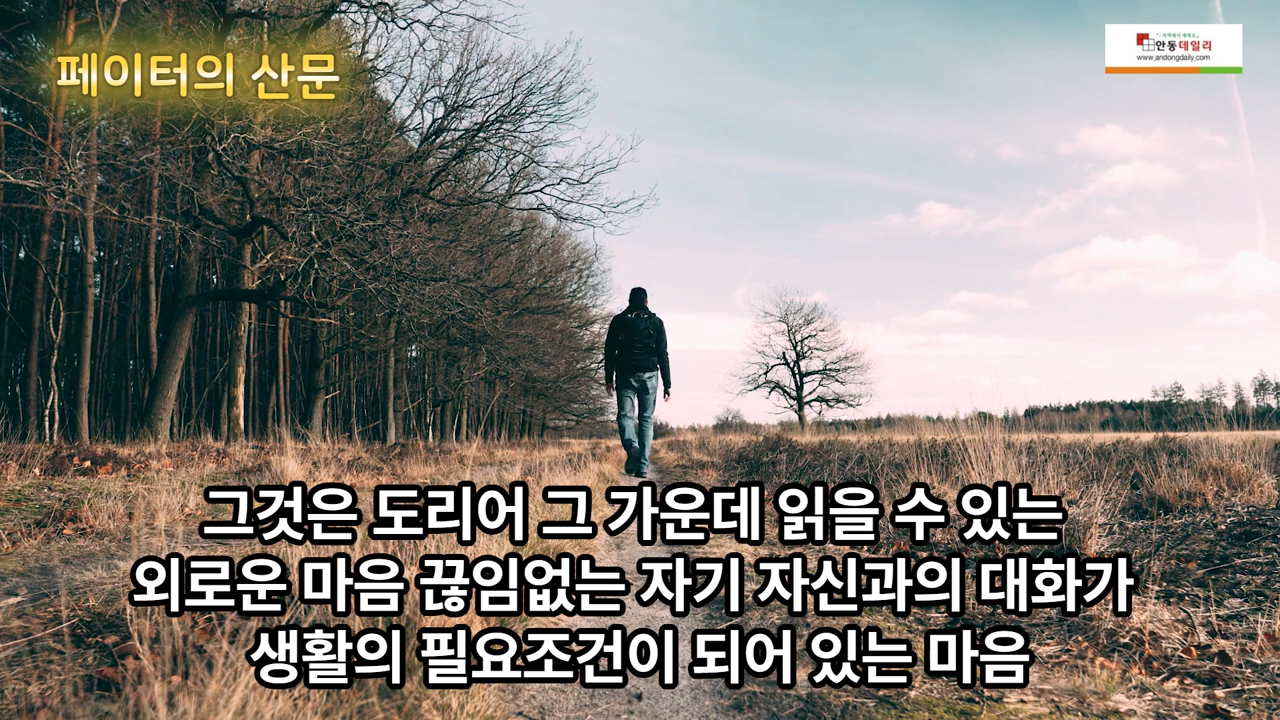 페이터의 산문
안동데일리
www.andongdaily.com
그것은 도리어 그 가운데 읽을 수 있는
외로운 마음 끊임없는 자기 자신과의 대화가
생활의 필요조건이 되어 있는 마음